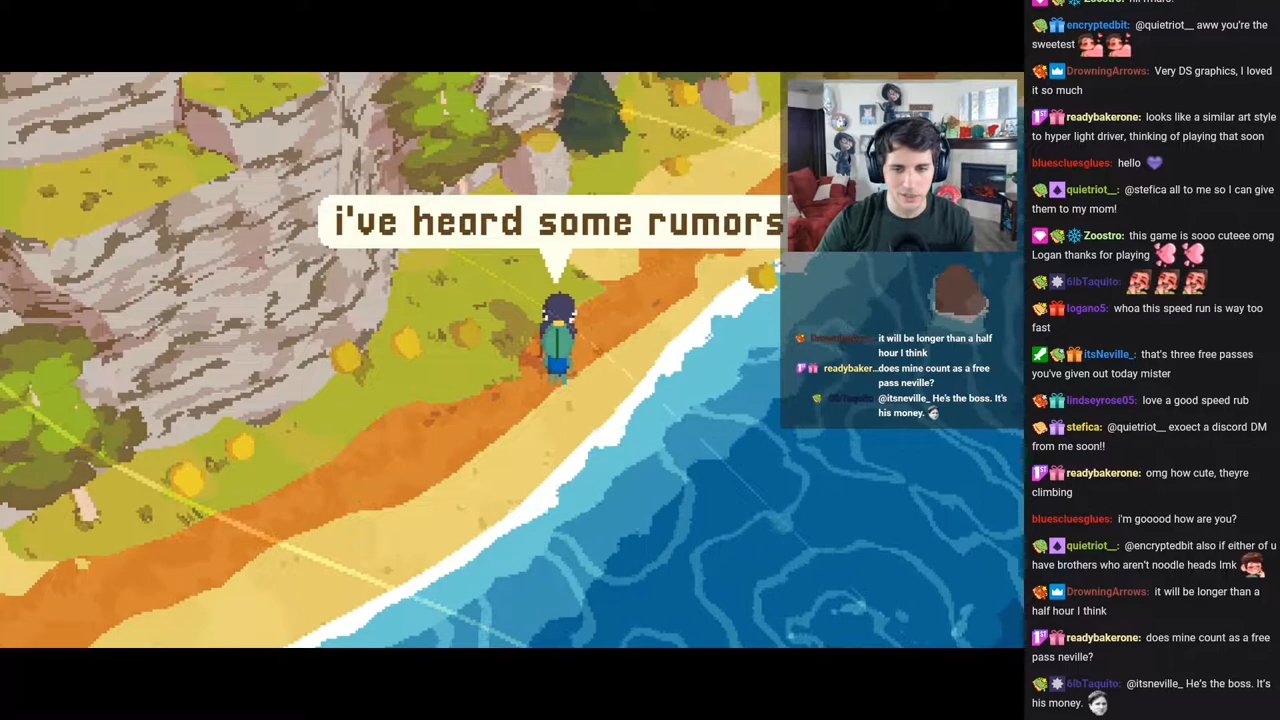 i've heard some rumors
it will be longer than a half
hour I think
readybaker... does mine count as a free
pass neville?
6lbTaquito: @itsneville_ He's the boss. It's
his money.
Zoostro:
encryptedbit: @quietriot__ aww you're the
sweetest
DrowningArrows: Very DS graphics, I loved
it so much
readybakerone: looks like a similar art style
to hyper light driver, thinking of playing that soon
bluescluesglues: hello
quietriot__: @stefica all to me so I can give
them to my mom!
Zoostro: this game is sooo cuteee omg
Logan thanks for playing
6lbTaquito:
logano5: whoa this speed run is way too
fast
itsNeville_: that's three free passes
you've given out today mister
lindseyrose05: love a good speed rub
stefica: @quietriot__ exoect a discord DM
from me soon!!
readybakerone: omg how cute, theyre
climbing
bluescluesglues: i'm gooood how are you?
quietriot__: @encryptedbit also if either of u
have brothers who aren't noodle heads lmk
DrowningArrows: it will be longer than a
half hour I think
readybakerone: does mine count as a free
pass neville?
6lbTaquito: @itsneville_ He's the boss. It's
his money.